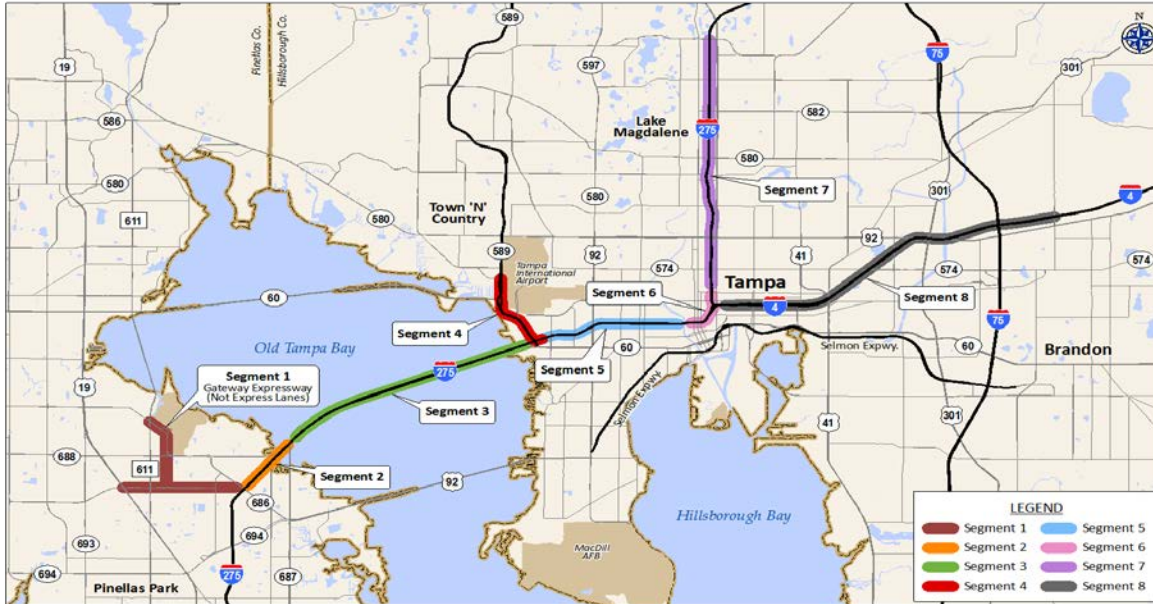 589
N
Pinellas Co.
Hillsborough Co.
19
597
75
301
586
Lake
Magdalene
275
582
580
580
Segment 7
580
301
611
Town 'N'
Country
580
4
589
92
Tampa
International
Airport
574
92
41
574
574
Segment 6
Tampa
60
Segment 4
4
Segment 8
75
Old Tampa Bay
60
Segment 5
Selmon Expwy.
60
Brandon
275
Segment 1
Gateway Expressway
(Not Express Lanes)
19
Segment 3
Selmon Expwy.
301
41
688
611
Segment 2
92
686
694
693
Hillsborough Bay
MacDill
AFB
694
275
687
Pinellas Park
LEGEND
Segment 1
Segment 5
Segment 2
Segment 6
Segment 3
Segment 7
Segment 4
Segment 8